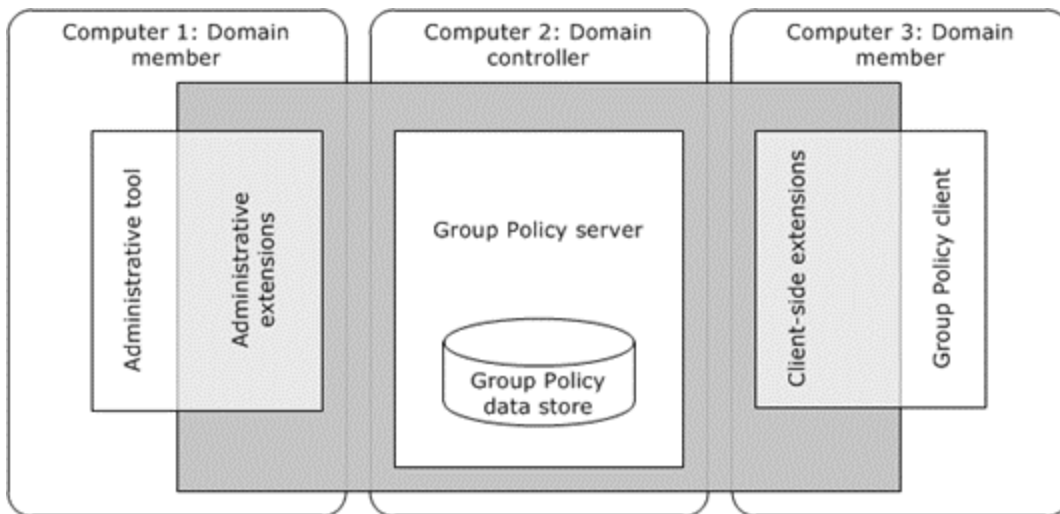 Computer 1: Domain
member
Computer 2: Domain
controller
Computer 3: Domain
member
Administrative tool
Administrative
extensions
Group Policy server
Group Policy
data store
Client-side extensions
Group Policy client